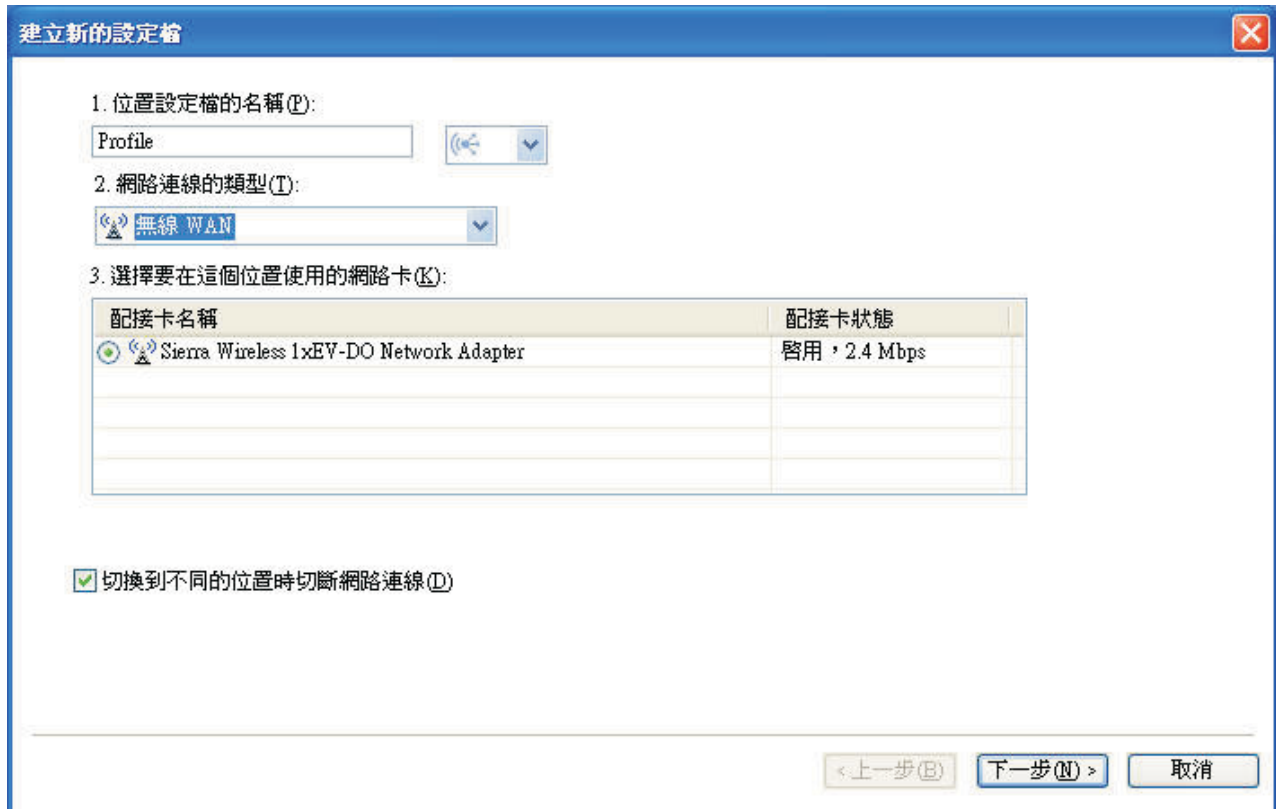 建立新的設定檔
1. 位置設定檔的名稱(P):
Profile
2. 網路連線的類型(T):
無線 WAN
3. 選擇要在這個位置使用的網路卡(K):
配接卡名稱 配接卡狀態
Sierra Wireless 1xEV-DO Network Adapter 啓用，2.4 Mbps
切換到不同的位置時切斷網路連線(D)
<上一步(B) 下一步(N) > 取消